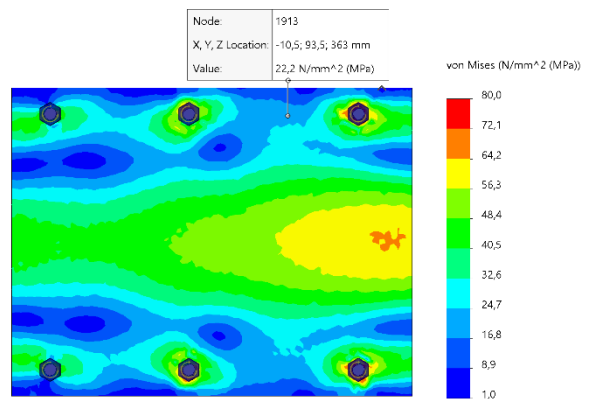 Node: 1913
X, Y, Z Location: -10,5; 93,5; 363 mm
Value: 22,2 N/mm^2 (MPa)
von Mises (N/mm^2 (MPa))
80,0
72,1
64,2
56,3
48,4
40,5
32,6
24,7
16,8
8,9
1,0